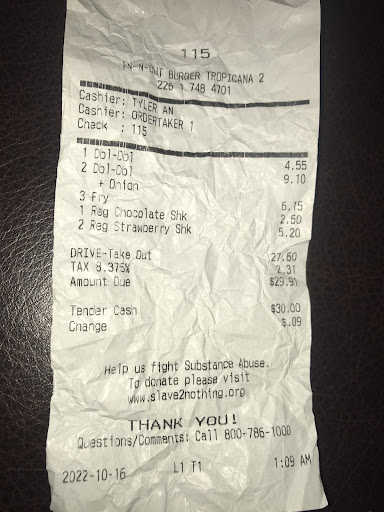 115
IN-N-OUT BURGER TROPICANA 2
226 1 748 4701
Cashier: TYLER AN
Cashier: ORDERTAKER 1
Check : 115
1 Dbl-Dbl 4.55
2 Dbl-Dbl 9.10
+ Onion
3 Fry 6.15
1 Reg Chocolate Shk 2.60
2 Reg Strawberry Shk 5.20
DRIVE-Take Out 27.60
TAX 8.375% 2.31
Amount Due $29.91
Tender Cash $30.00
Change $.09
Help us fight Substance Abuse.
To donate please visit
www.slave2nothing.org
THANK YOU!
Questions/Comments: Call 800-786-1000
2022-10-16 L1 T1 1:09 AM